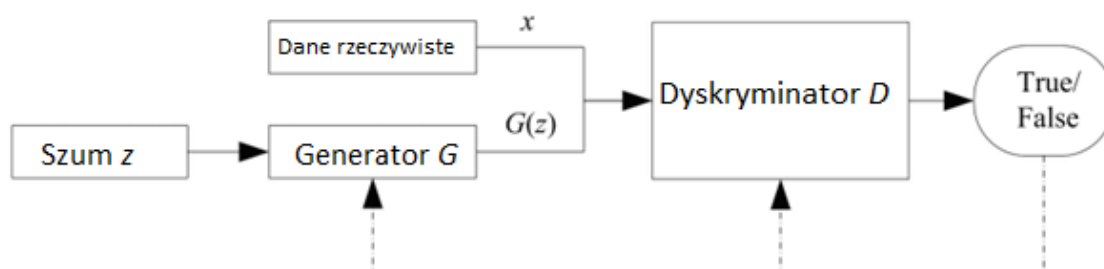 Dane rzeczywiste
x
Szum z
Generator G
G(z)
Dyskryminator D
True/
False